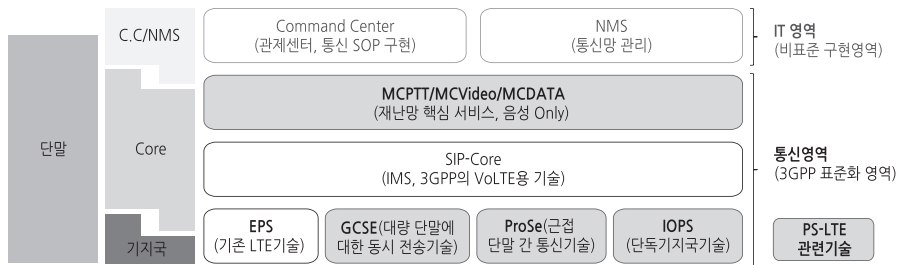 단말
C.C/NMS
Core
기지국
Command Center
(관제센터, 통신 SOP 구현)
NMS
(통신망 관리)
MCPTT/MCVideo/MCDATA
(재난망 핵심 서비스, 음성 Only)
SIP-Core
(IMS, 3GPP의 VoLTE용 기술)
EPS
(기존 LTE기술)
GCSE(대량 단말에
대한 동시 전송기술)
ProSe(근접
단말 간 통신기술)
IOPS
(단독기지국기술)
IT 영역
(비표준 구현영역)
통신영역
(3GPP 표준화 영역)
PS-LTE
관련기술